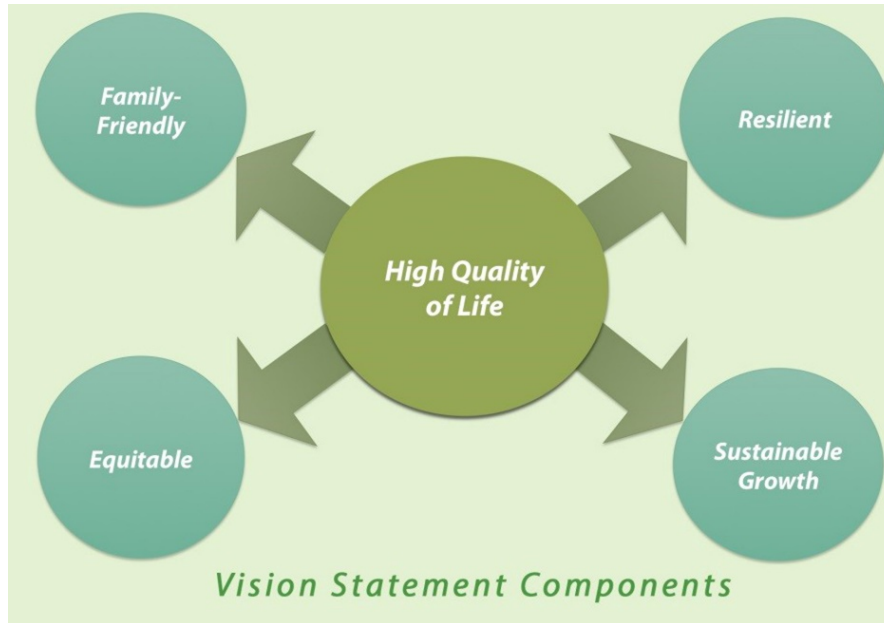 Family-
Friendly
Resilient
High Quality
of Life
Equitable
Sustainable
Growth
Vision Statement Components